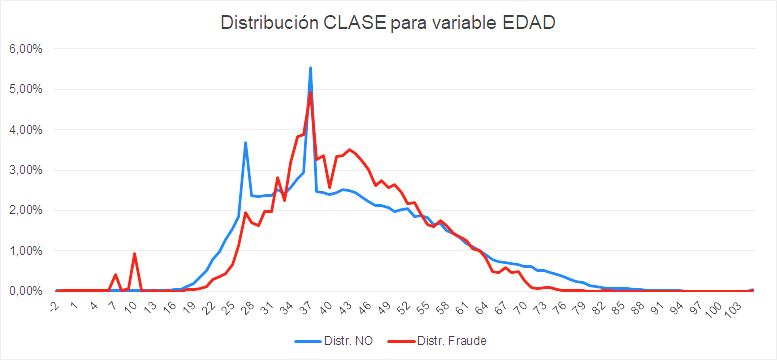 Distribución CLASE para variable EDAD
6,00%
5,00%
4,00%
3,00%
2,00%
1,00%
0,00%
-2 1 4 7 10 13 16 19 22 25 28 31 34 37 40 43 46 49 52 55 58 61 64 67 70 73 76 79 82 85 88 91 94 97 100 103
Distr. NO Distr. Fraude